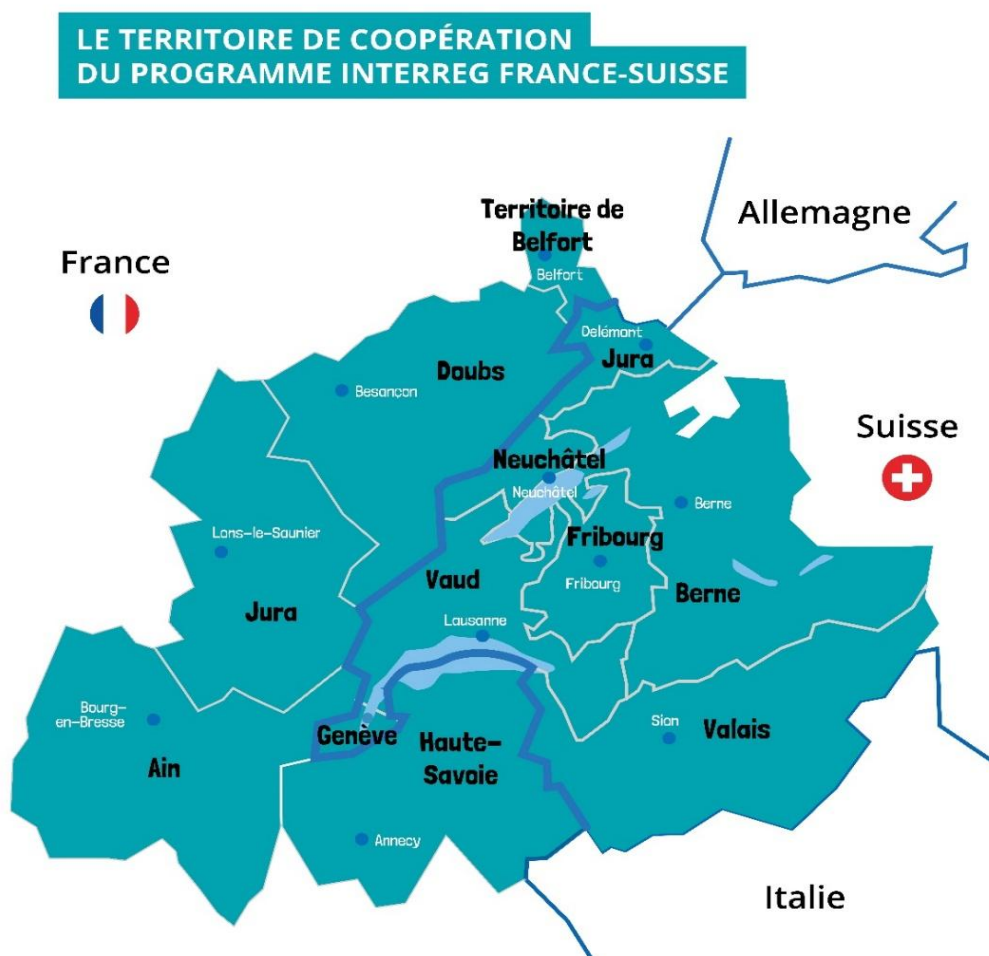 LE TERRITOIRE DE COOPÉRATION
DU PROGRAMME INTERREG FRANCE-SUISSE
Territoire de
Belfort
Belfort
Allemagne
France
Delémont
Jura
Doubs
Besançon
Suisse
Neuchâtel
Neuchâtel
Berne
Lons-le-Saunier
Fribourg
Fribourg
Vaud
Berne
Jura
Lausanne
Bourg-
en-Bresse
Genève
Haute-
Savoie
Sion
Valais
Ain
Annecy
Italie